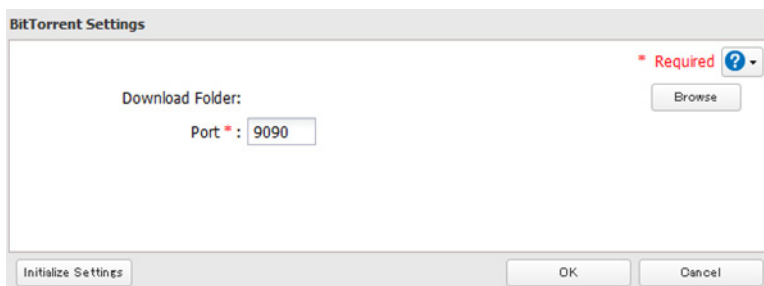 BitTorrent Settings
* Required ?
Download Folder: Browse
Port * : 9090
Initialize Settings OK Cancel